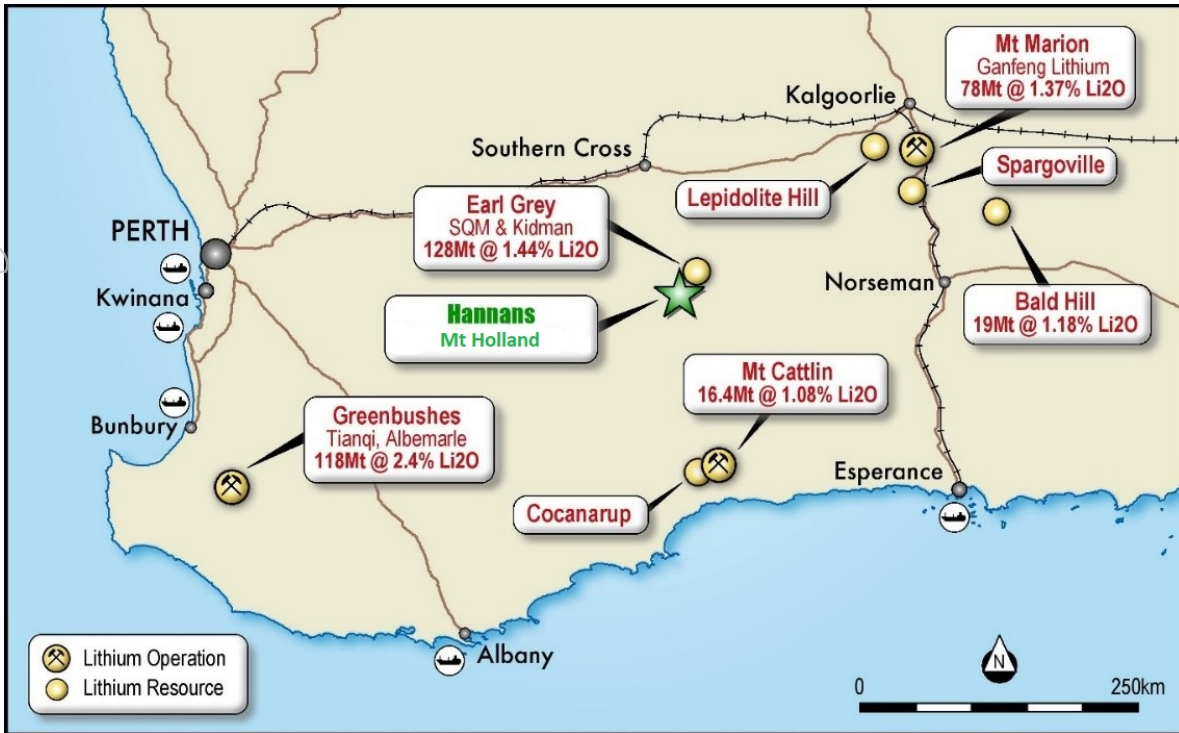 Mt Marion
Ganfeng Lithium
78Mt @ 1.37% Li2O
Kalgoorlie
Southern Cross
Spargoville
Lepidolite Hill
Earl Grey
SQM & Kidman
128Mt @ 1.44% Li2O
PERTH
Kwinana
Norseman
Hannans
Mt Holland
Bald Hill
19Mt @ 1.18% Li2O
Mt Cattlin
16.4Mt @ 1.08% Li2O
Bunbury
Greenbushes
Tianqi, Albemarle
118Mt @ 2.4% Li2O
Esperance
Cocanarup
Albany
Lithium Operation
Lithium Resource
N
0 250km